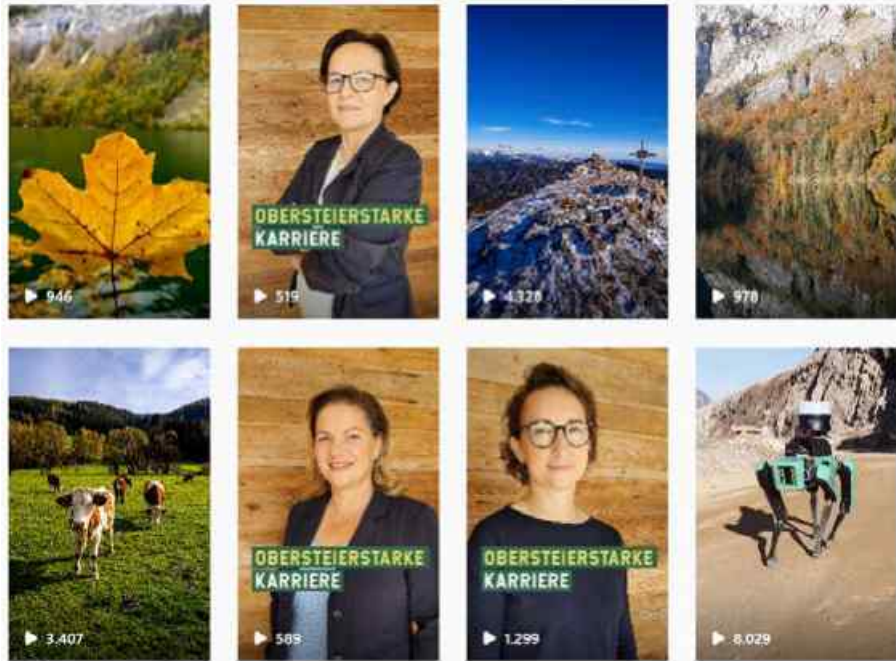 946
OBERSTEIERSTARKE
KARRIERE
519
4.328
978
3.407
OBERSTEIERSTARKE
KARRIERE
589
OBERSTEIERSTARKE
KARRIERE
1.299
8.029